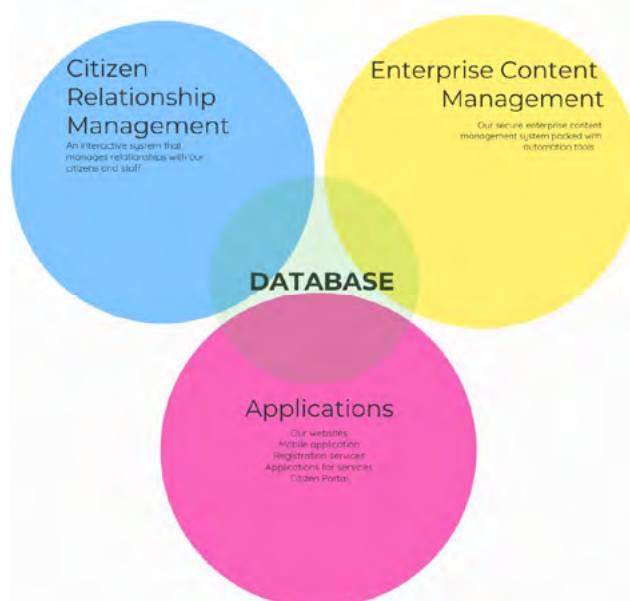 Citizen
Relationship
Management
An interactive system that
manages relationships with our
citizens and staff
Enterprise Content
Management
Our secure enterprise content
management system packed with
automation tools
DATABASE
Applications
Our websites
Mobile application
Registration services
Applications for services
Citizen Portal